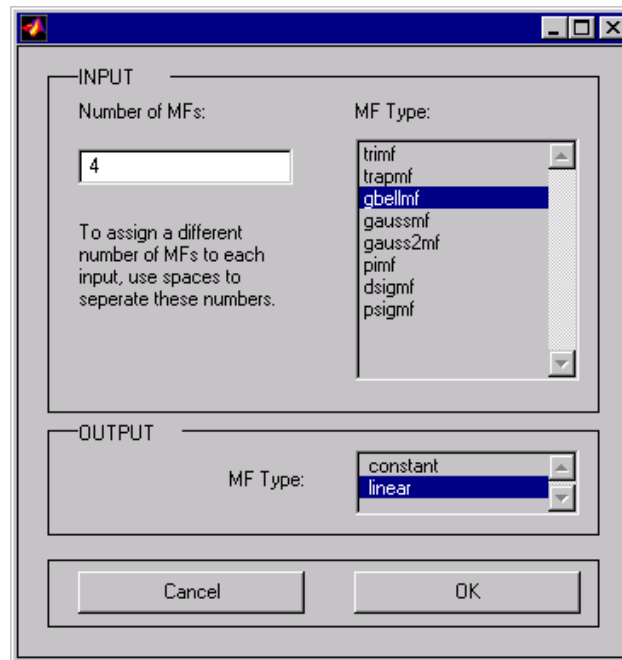 INPUT
Number of MFs:
4
To assign a different
number of MFs to each
input, use spaces to
seperate these numbers.
MF Type:
trimf
trapmf
gbellmf
gaussmf
gauss2mf
pimf
dsigmf
psigmf
OUTPUT
MF Type:
constant
linear
Cancel
OK